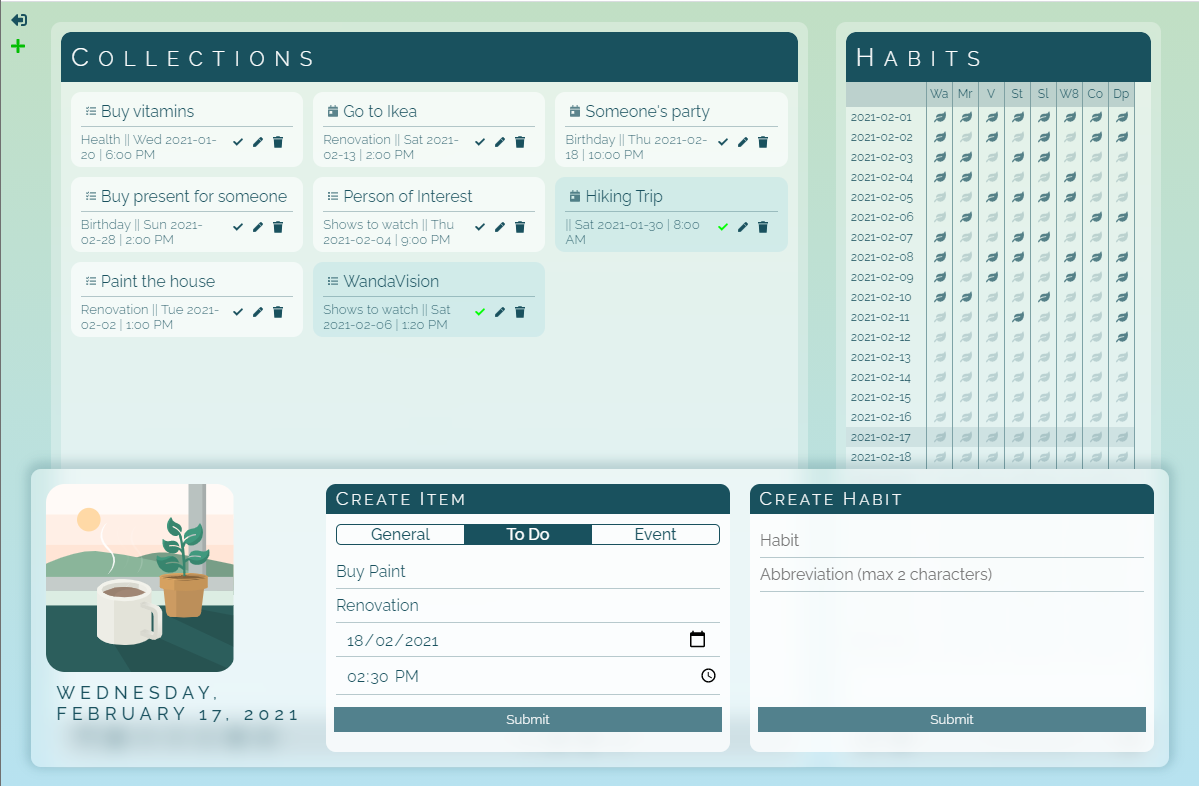 Collections
Buy vitamins
Health || Wed 2021-01-
20 | 6:00 PM
Go to Ikea
Renovation || Sat 2021-
02-13 | 2:00 PM
Someone's party
Birthday || Thu 2021-02-
18 | 10:00 PM
Buy present for someone
Birthday || Sun 2021-
02-28 | 2:00 PM
Person of Interest
Shows to watch || Thu
2021-02-04 | 9:00 PM
Hiking Trip
|| Sat 2021-01-30 | 8:00
AM
Paint the house
Renovation || Tue 2021-
02-02 | 1:00 PM
WandaVision
Shows to watch || Sat
2021-02-06 | 1:20 PM
Habits
Wa Mr V St Sl W8 Co Dp
2021-02-01
2021-02-02
2021-02-03
2021-02-04
2021-02-05
2021-02-06
2021-02-07
2021-02-08
2021-02-09
2021-02-10
2021-02-11
2021-02-12
2021-02-13
2021-02-14
2021-02-15
2021-02-16
2021-02-17
2021-02-18
WEDNESDAY,
FEBRUARY 17, 2021
Create Item
General To Do Event
Buy Paint
Renovation
18/02/2021
02:30 PM
Submit
Create Habit
Habit
Abbreviation (max 2 characters)
Submit